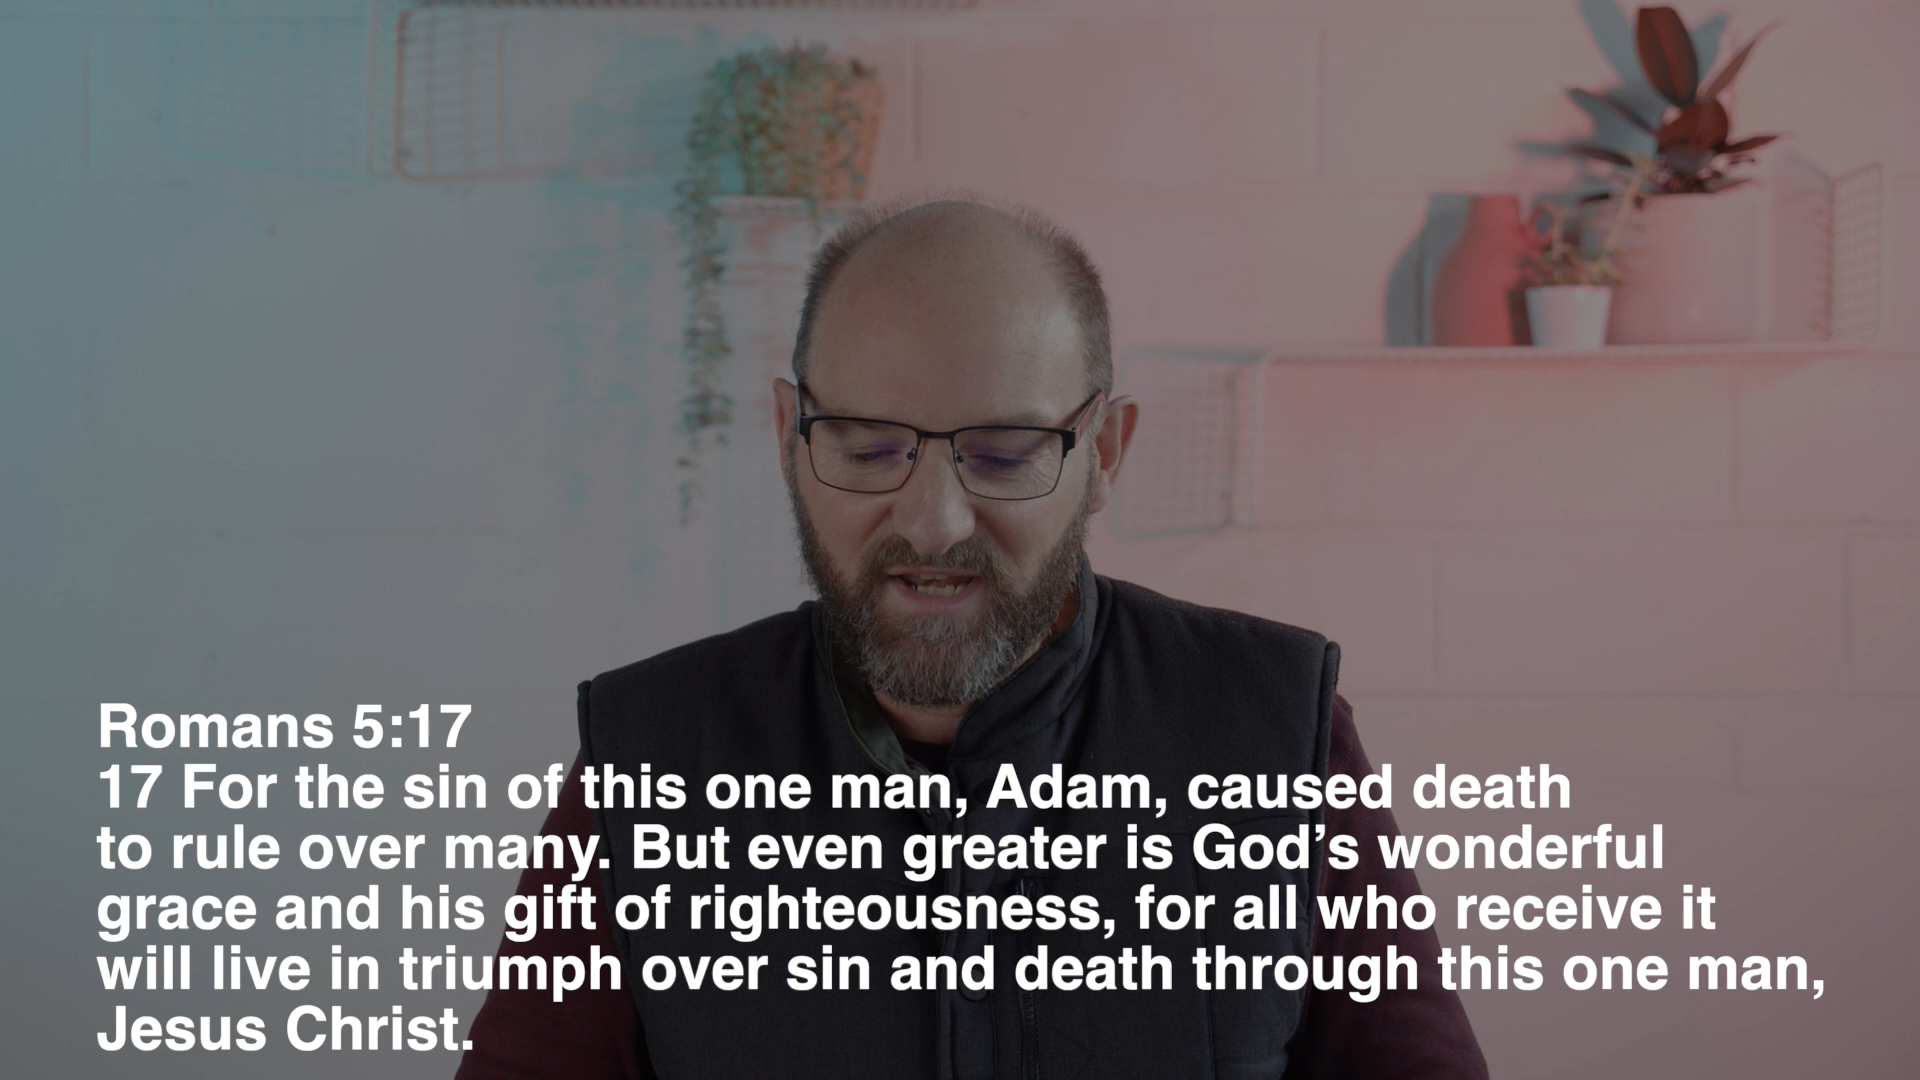 Romans 5:17
17 For the sin of this one man, Adam, caused death
to rule over many. But even greater is God’s wonderful
grace and his gift of righteousness, for all who receive it
will live in triumph over sin and death through this one man,
Jesus Christ.